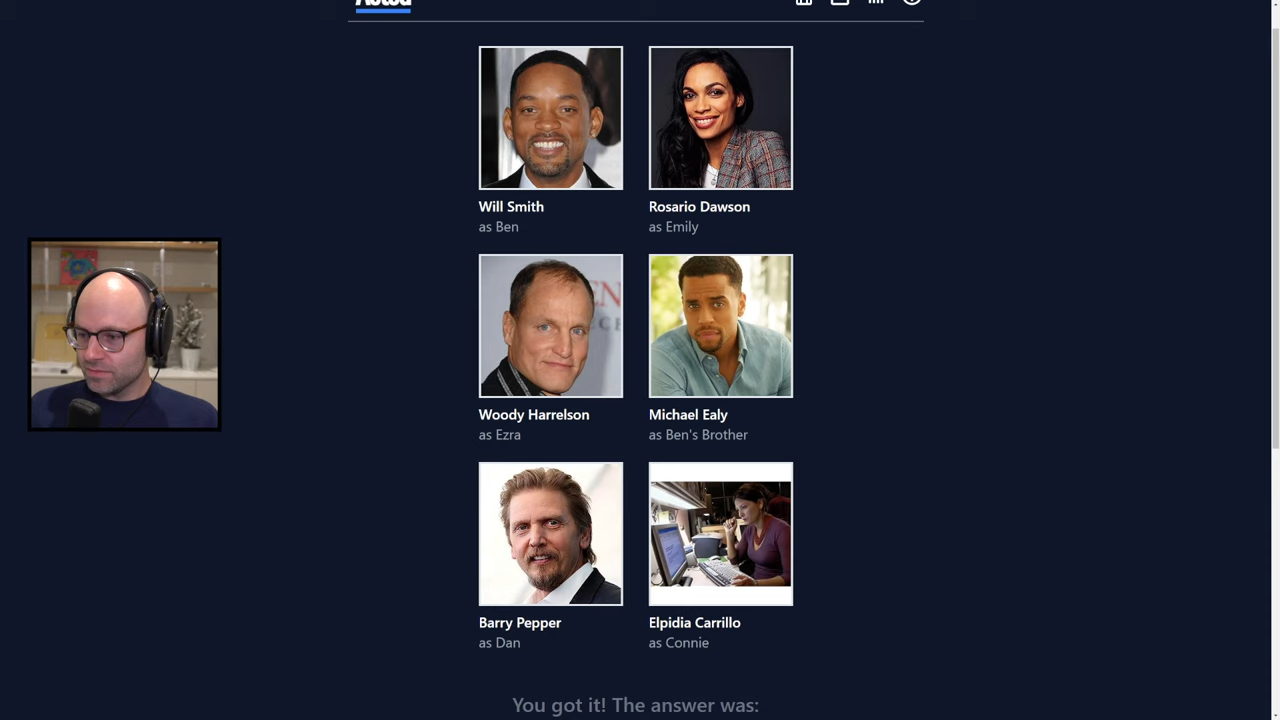 Acted
Will Smith
as Ben
Rosario Dawson
as Emily
Woody Harrelson
as Ezra
Michael Ealy
as Ben's Brother
Barry Pepper
as Dan
Elpidia Carrillo
as Connie
You got it! The answer was: